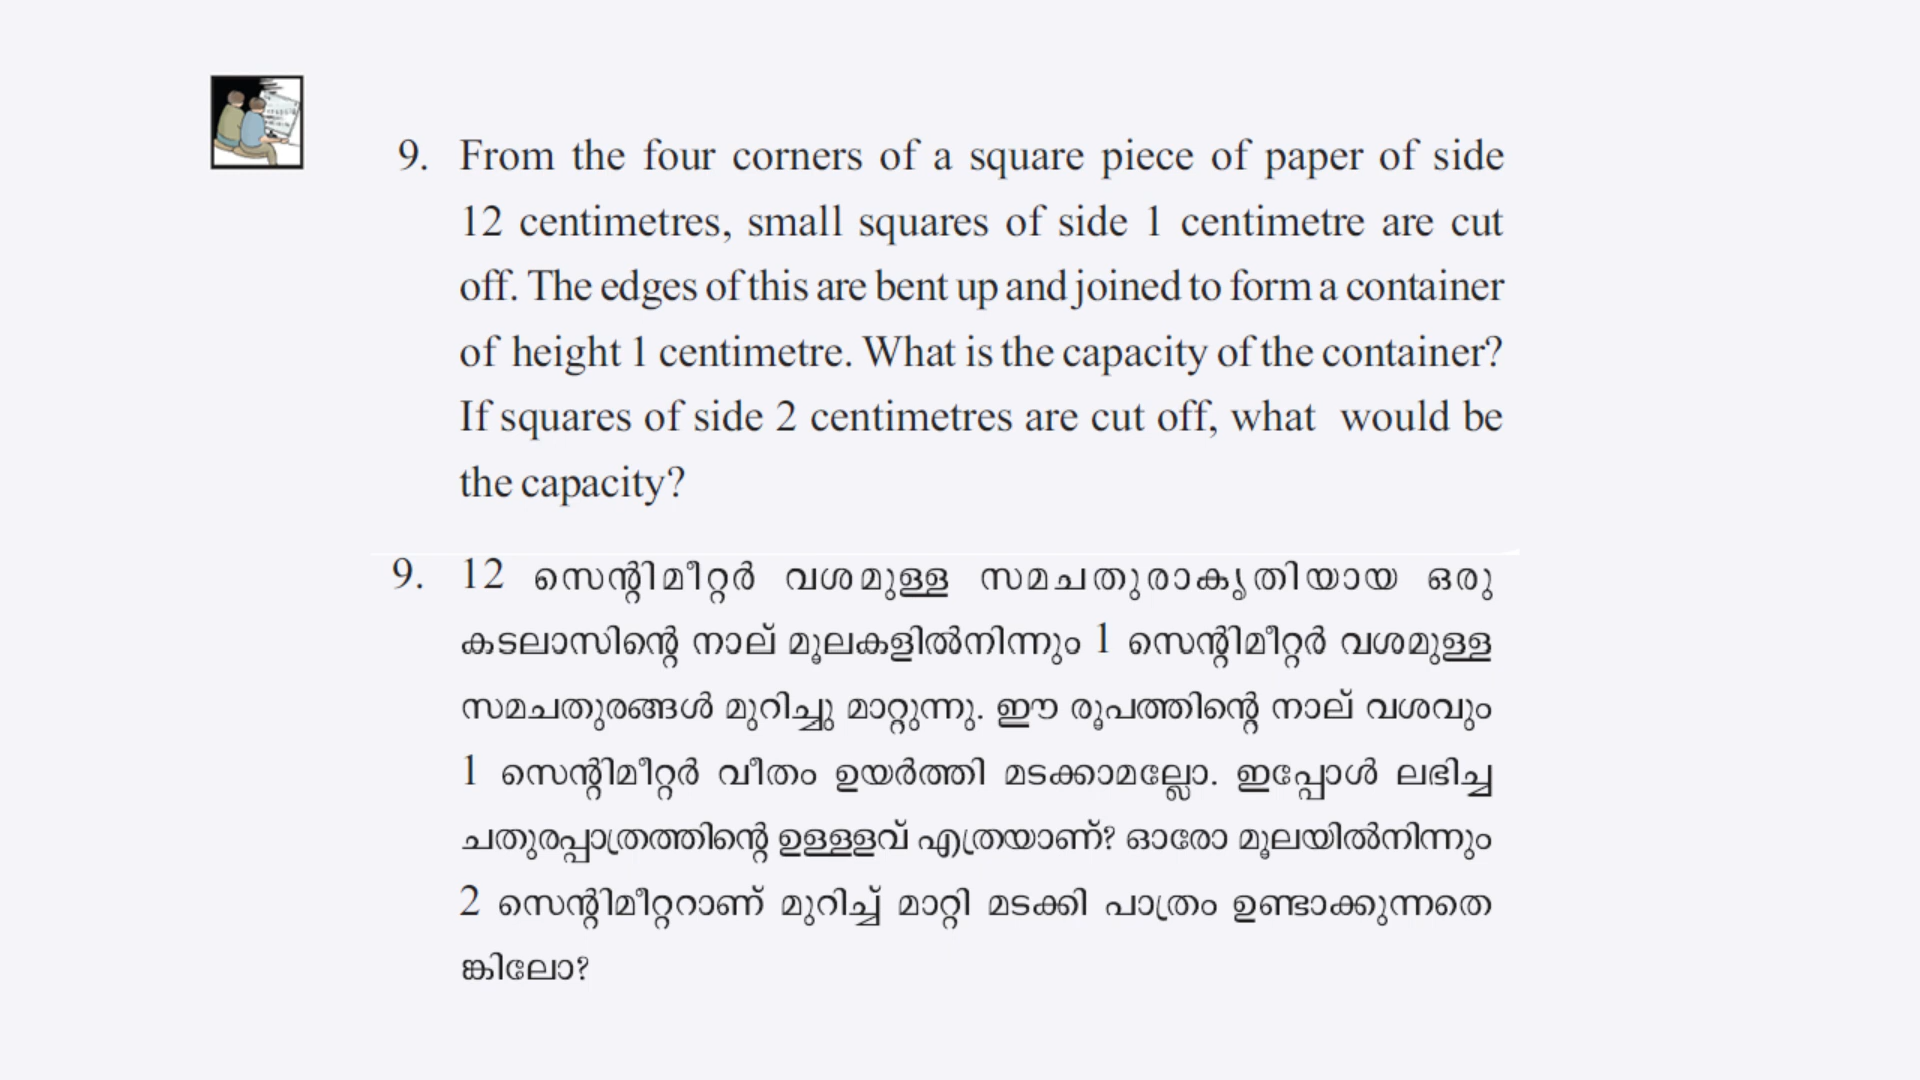 9. From the four corners of a square piece of paper of side
12 centimetres, small squares of side 1 centimetre are cut
off. The edges of this are bent up and joined to form a container
of height 1 centimetre. What is the capacity of the container?
If squares of side 2 centimetres are cut off, what would be
the capacity?
9. 12 സെന്റിമീറ്റർ വശമുള്ള സമചതുരാകൃതിയായ ഒരു
കടലാസിന്റെ നാല് മൂലകളിൽനിന്നും 1 സെന്റിമീറ്റർ വശമുള്ള
സമചതുരങ്ങൾ മുറിച്ചു മാറ്റുന്നു. ഈ രൂപത്തിന്റെ നാല് വശവും
1 സെന്റിമീറ്റർ വീതം ഉയർത്തി മടക്കാമല്ലോ. ഇപ്പോൾ ലഭിച്ച
ചതുരപ്പാത്രത്തിന്റെ ഉള്ളളവ് എത്രയാണ്? ഓരോ മൂലയിൽനിന്നും
2 സെന്റിമീറ്ററാണ് മുറിച്ച് മാറ്റി മടക്കി പാത്രം ഉണ്ടാക്കുന്നതെ
ങ്കിലോ?